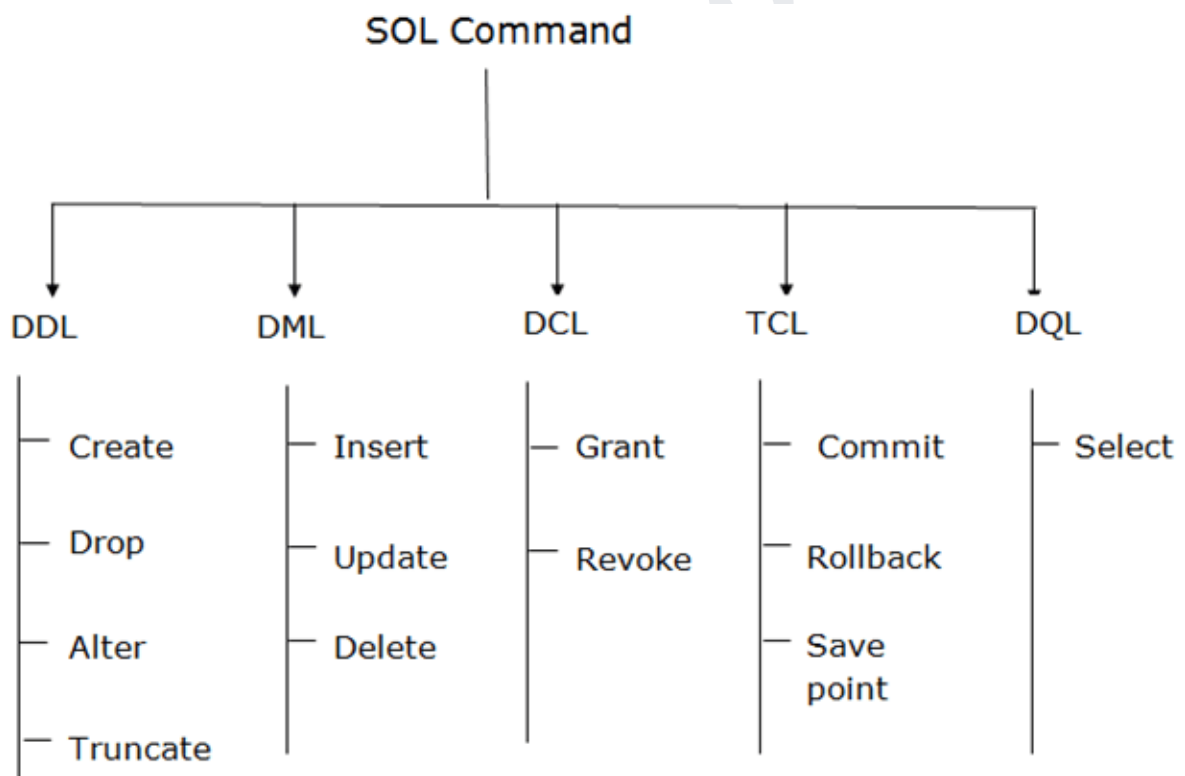 SOL Command
DDL
DML
DCL
TCL
DQL
Create
Drop
Alter
Truncate
Insert
Update
Delete
Grant
Revoke
Commit
Rollback
Save
point
Select